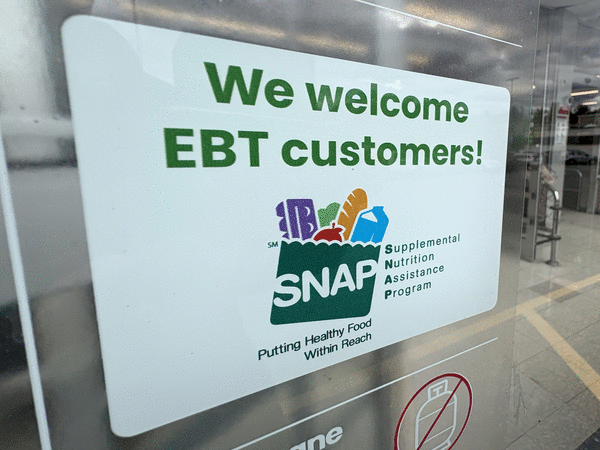 We welcome
EBT customers!
SM
SNAP
Supplemental
Nutrition
Assistance
Program
Putting Healthy Food
Within Reach